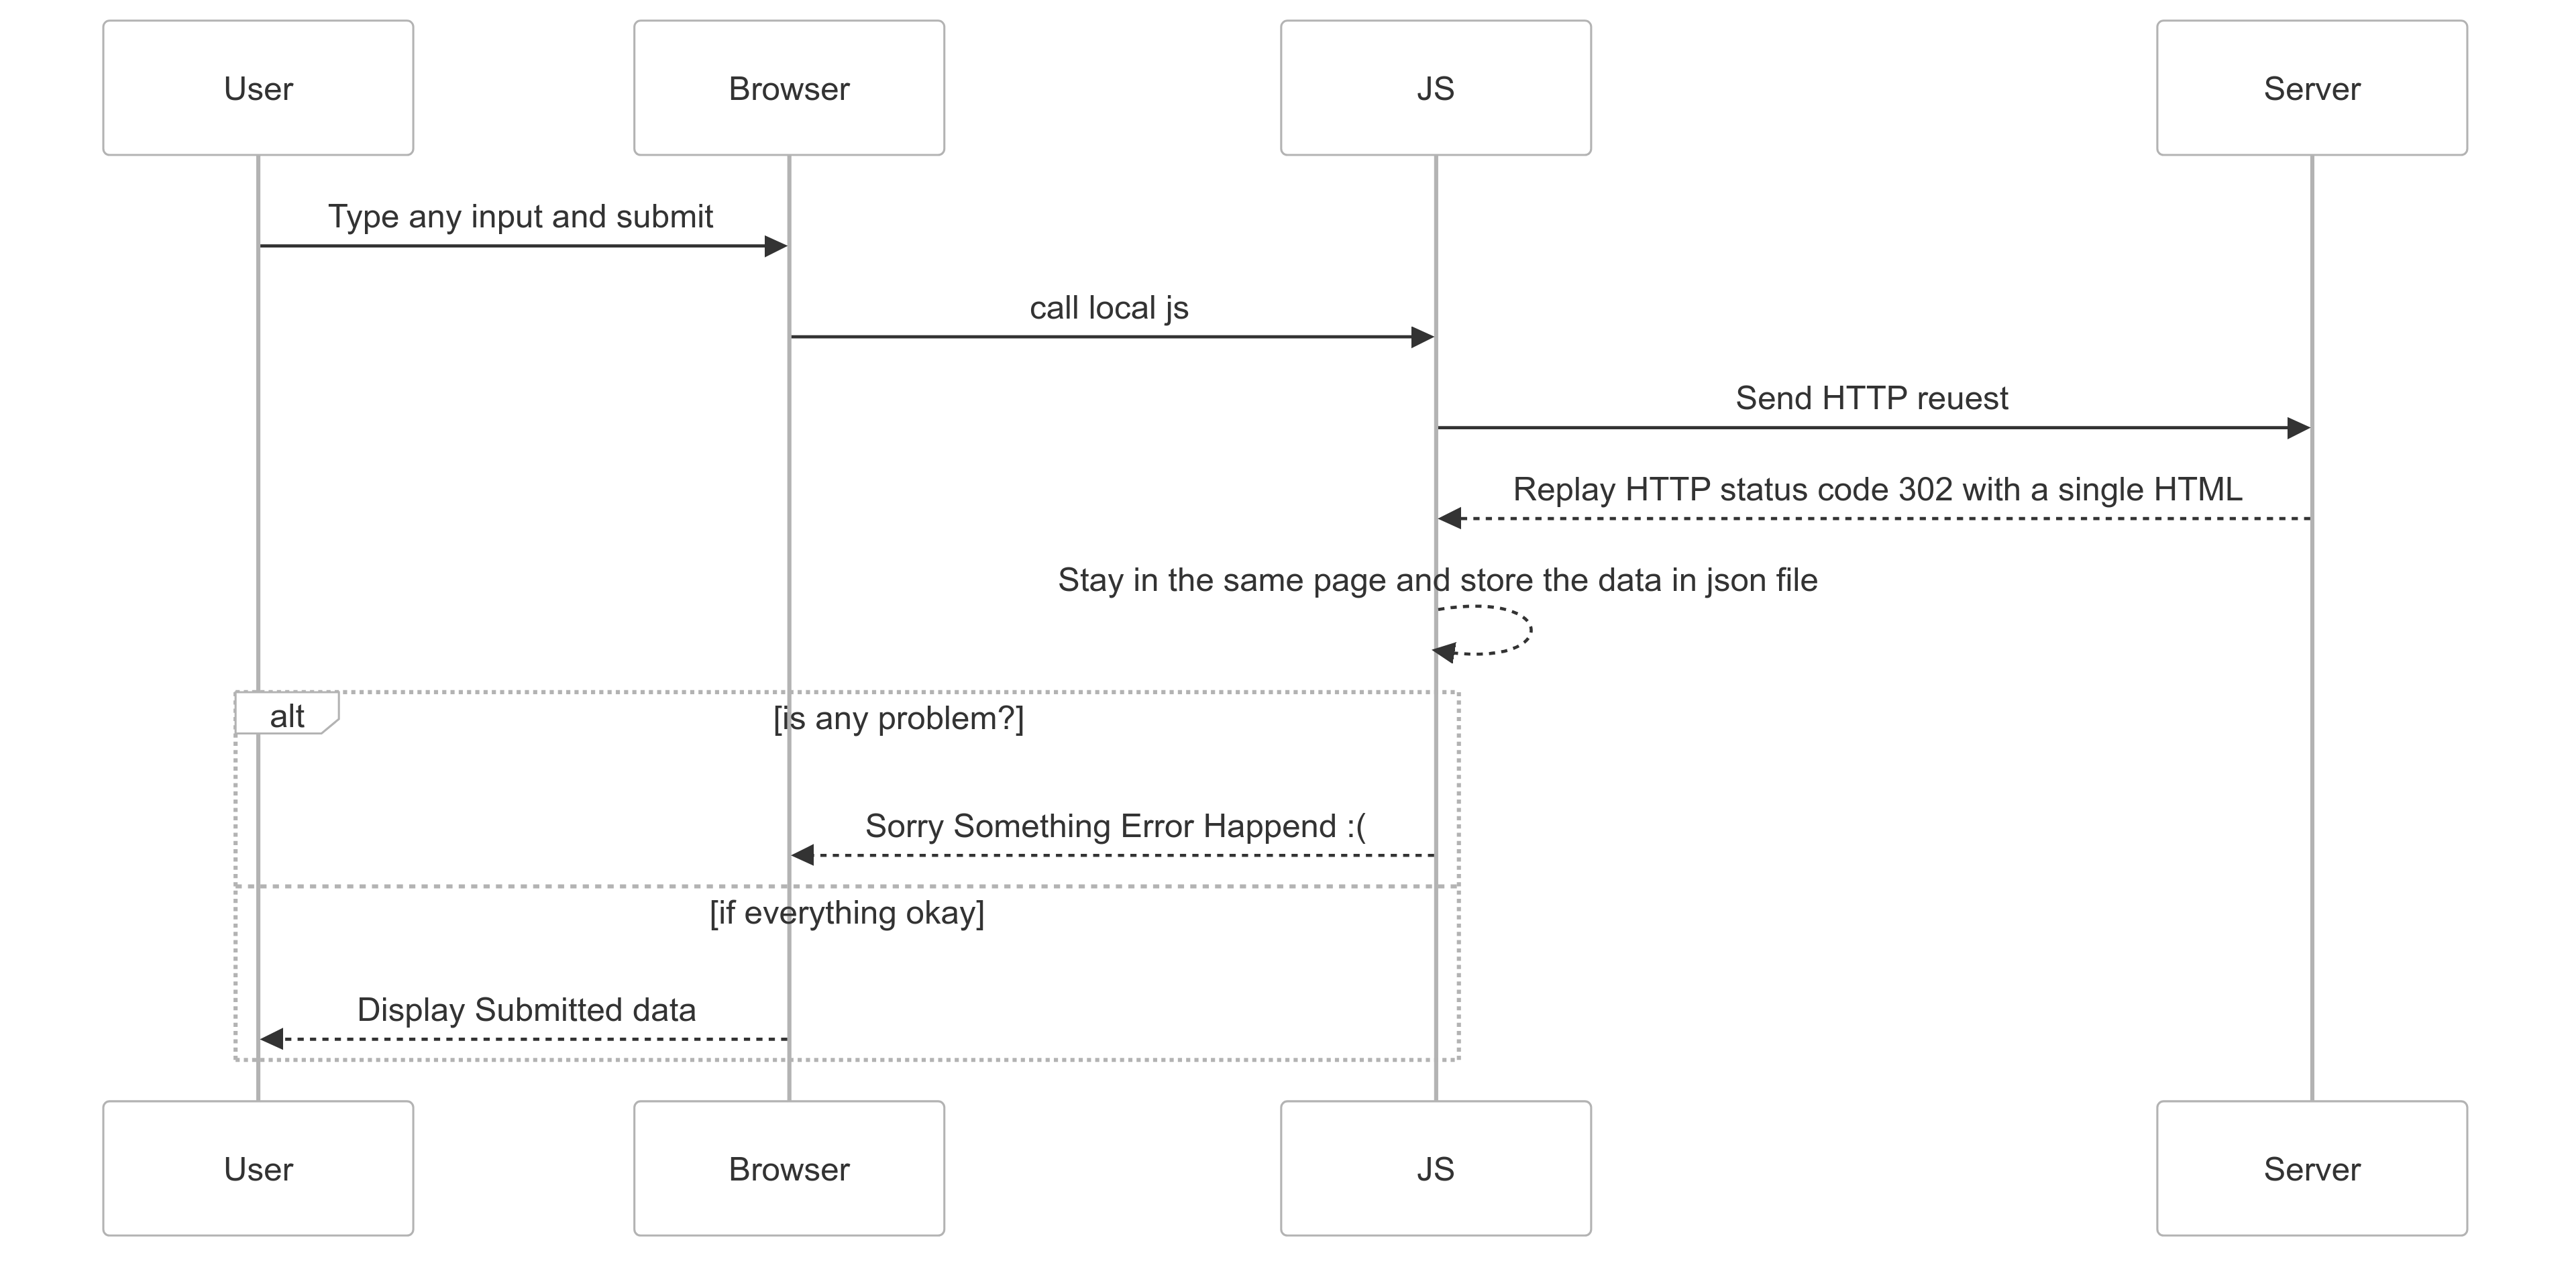 User
Browser
JS
Server
Type any input and submit
call local js
Send HTTP reuest
Replay HTTP status code 302 with a single HTML
Stay in the same page and store the data in json file
alt
[is any problem?]
Sorry Something Error Happend :(
[if everything okay]
Display Submitted data
User
Browser
JS
Server